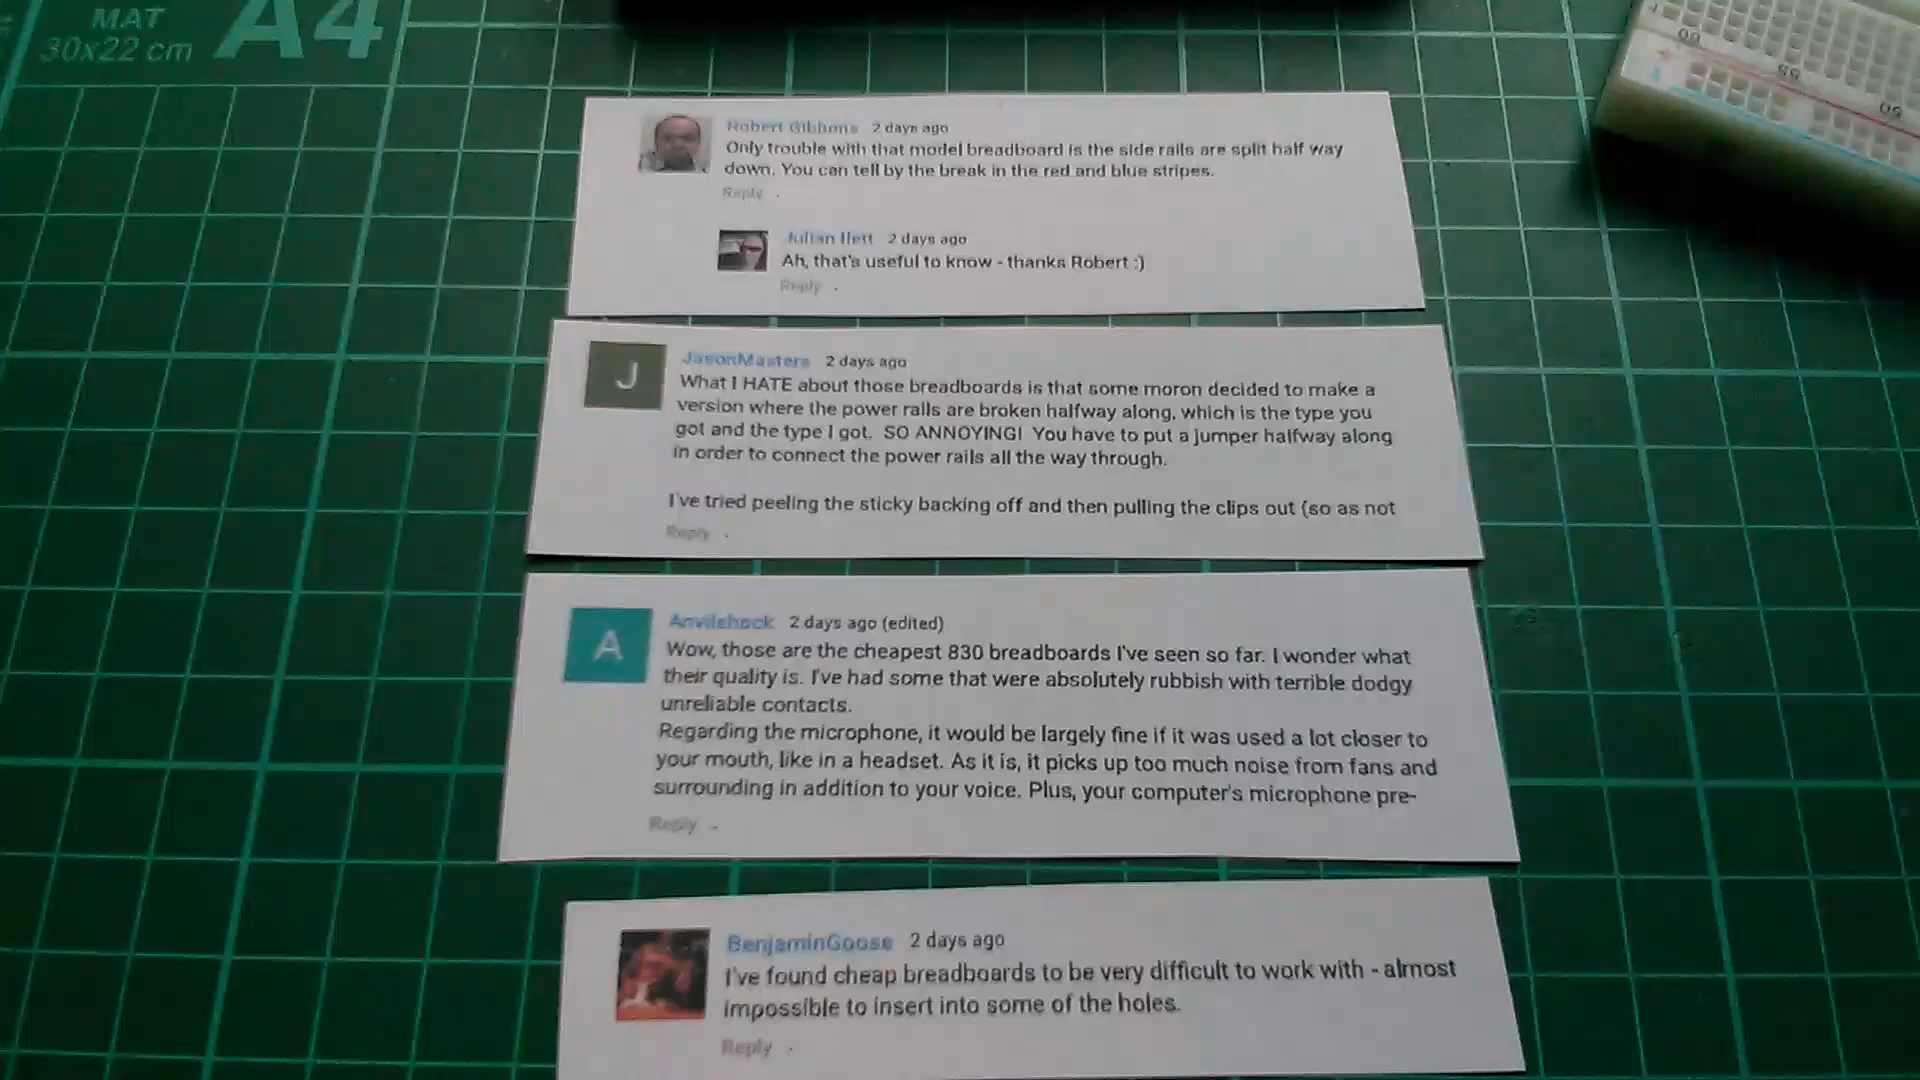 MAT
30x22 cm
A4
60
55
50
Robert Gibbons 2 days ago
Only trouble with that model breadboard is the side rails are split half way
down. You can tell by the break in the red and blue stripes.
Reply
Julian Ilett 2 days ago
Ah, that's useful to know - thanks Robert :)
Reply
J
JasonMasters 2 days ago
What I HATE about those breadboards is that some moron decided to make a
version where the power rails are broken halfway along, which is the type you
got and the type I got. SO ANNOYING! You have to put a jumper halfway along
in order to connect the power rails all the way through.
I've tried peeling the sticky backing off and then pulling the clips out (so as not
Reply
A
Anvilshock 2 days ago (edited)
Wow, those are the cheapest 830 breadboards I've seen so far. I wonder what
their quality is. I've had some that were absolutely rubbish with terrible dodgy
unreliable contacts.
Regarding the microphone, it would be largely fine if it was used a lot closer to
your mouth, like in a headset. As it is, it picks up too much noise from fans and
surrounding in addition to your voice. Plus, your computer's microphone pre-
Reply
BenjaminGoose 2 days ago
I've found cheap breadboards to be very difficult to work with - almost
impossible to insert into some of the holes.
Reply